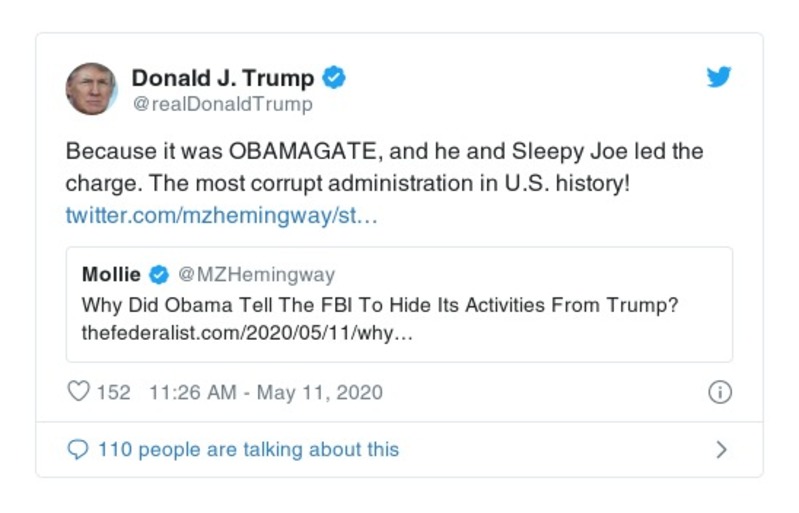 Donald J. Trump
@realDonaldTrump
Because it was OBAMAGATE, and he and Sleepy Joe led the
charge. The most corrupt administration in U.S. history!
twitter.com/mzhemingway/st…
Mollie @MZHemingway
Why Did Obama Tell The FBI To Hide Its Activities From Trump?
thefederalist.com/2020/05/11/why…
152 11:26 AM - May 11, 2020
110 people are talking about this